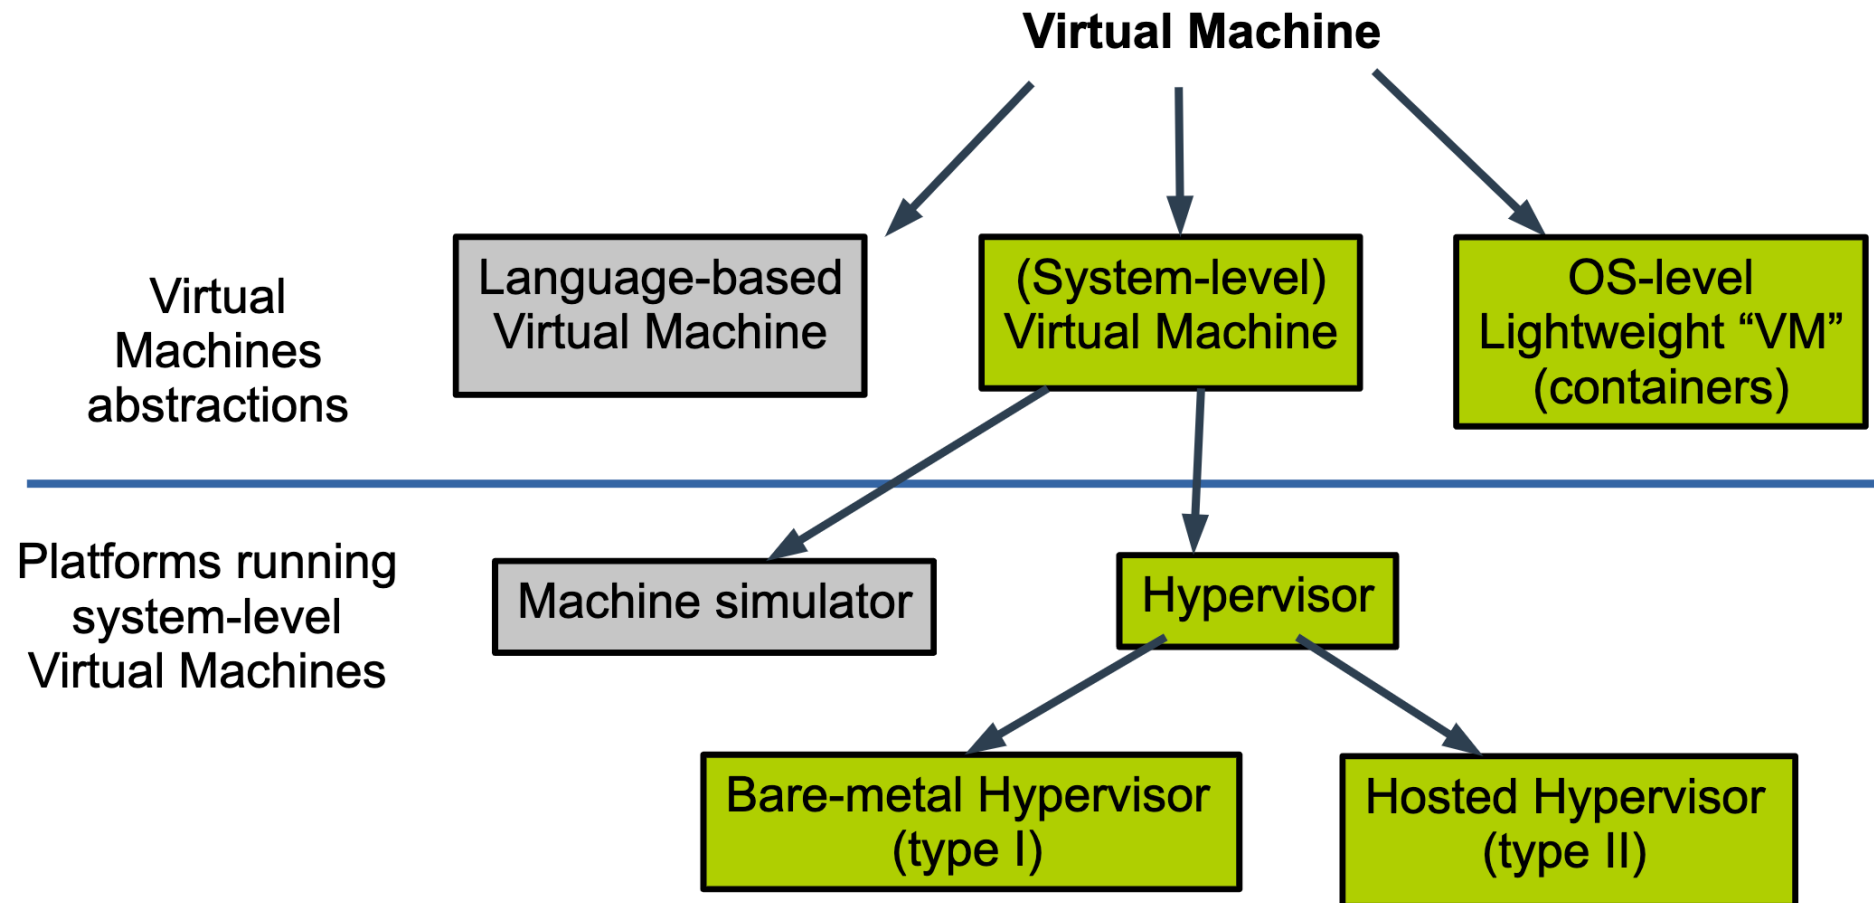 Virtual Machine
Virtual
Machines
abstractions
Language-based
Virtual Machine
(System-level)
Virtual Machine
OS-level
Lightweight “VM”
(containers)
Platforms running
system-level
Virtual Machines
Machine simulator
Hypervisor
Bare-metal Hypervisor
(type I)
Hosted Hypervisor
(type II)